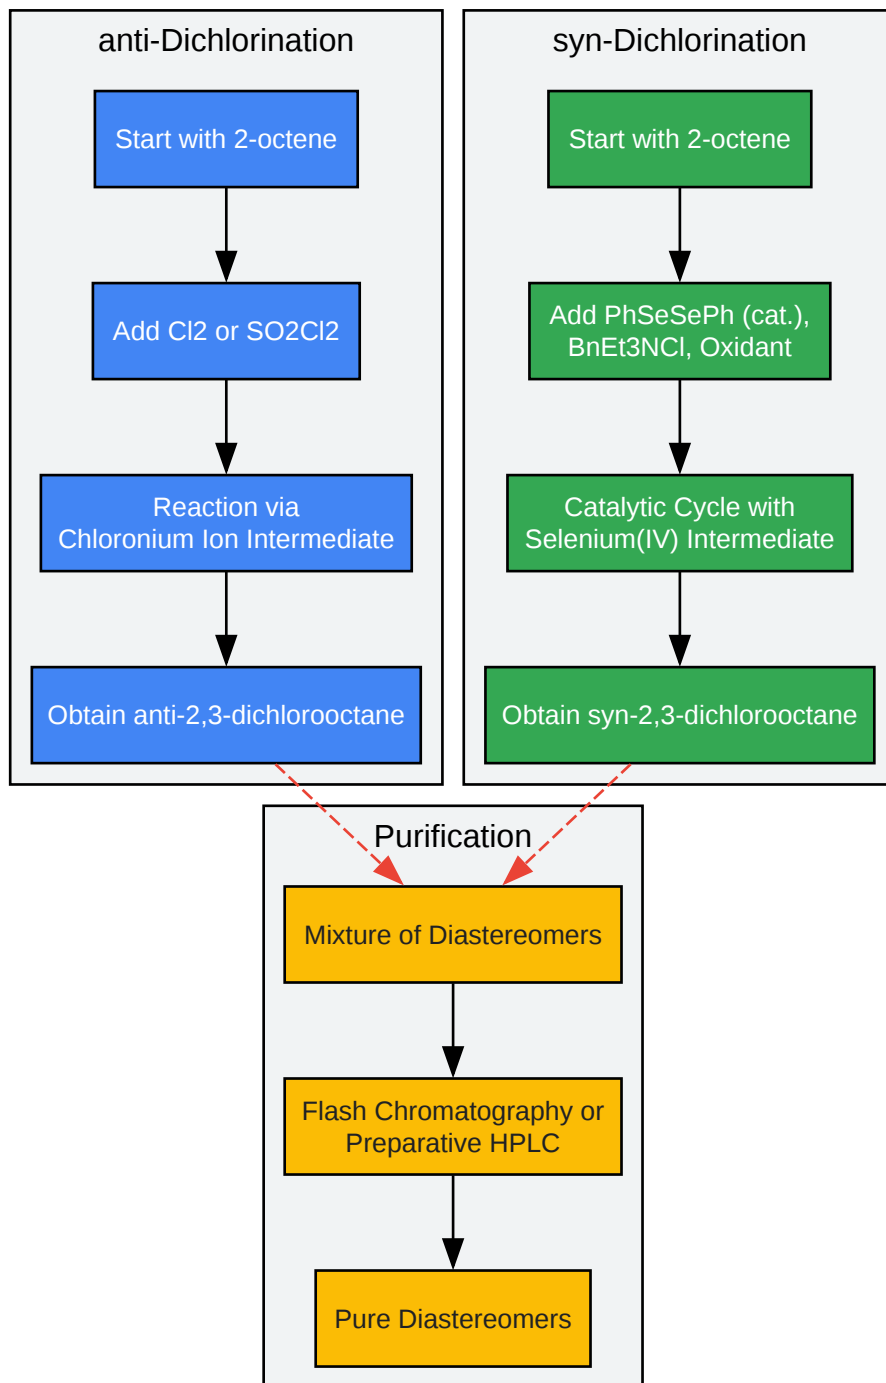 anti-Dichlorination
Start with 2-octene
Add Cl2 or SO2Cl2
Reaction via
Chloronium Ion Intermediate
Obtain anti-2,3-dichlorooctane
syn-Dichlorination
Start with 2-octene
Add PhSeSePh (cat.),
BnEt3NCl, Oxidant
Catalytic Cycle with
Selenium(IV) Intermediate
Obtain syn-2,3-dichlorooctane
Purification
Mixture of Diastereomers
Flash Chromatography or
Preparative HPLC
Pure Diastereomers